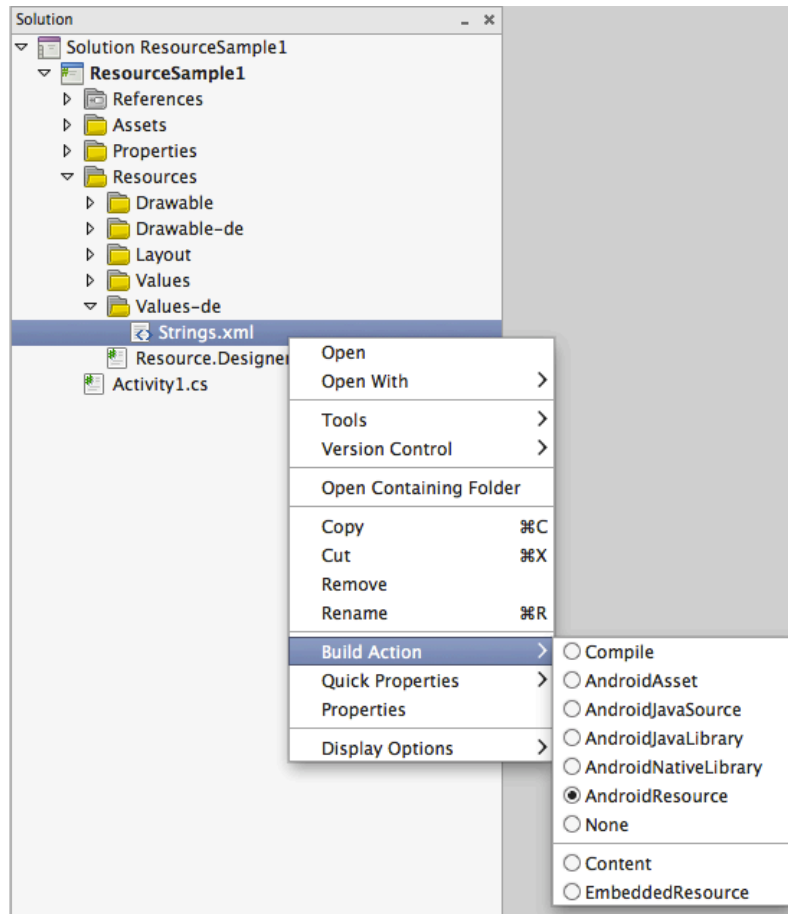 Solution
Solution ResourceSample1
ResourceSample1
References
Assets
Properties
Resources
Drawable
Drawable-de
Layout
Values
Values-de
Strings.xml
Resource.Designer
Activity1.cs
Open
Open With
Tools
Version Control
Open Containing Folder
Copy ⌘C
Cut ⌘X
Remove
Rename ⌘R
Build Action
Quick Properties
Properties
Display Options
Compile
AndroidAsset
AndroidJavaSource
AndroidJavaLibrary
AndroidNativeLibrary
AndroidResource
None
Content
EmbeddedResource